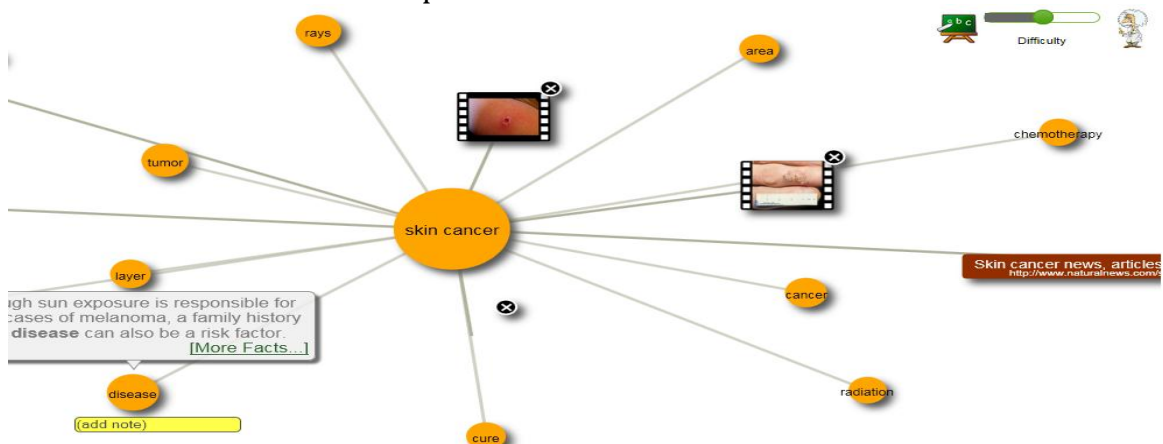 rays
area
a b c
Difficulty
chemotherapy
tumor
skin cancer
Skin cancer news, articles
http://www.naturalnews.com/s
layer
cancer
ugh sun exposure is responsible for
cases of melanoma, a family history
disease can also be a risk factor.
[More Facts...]
disease
radiation
(add note)
cure